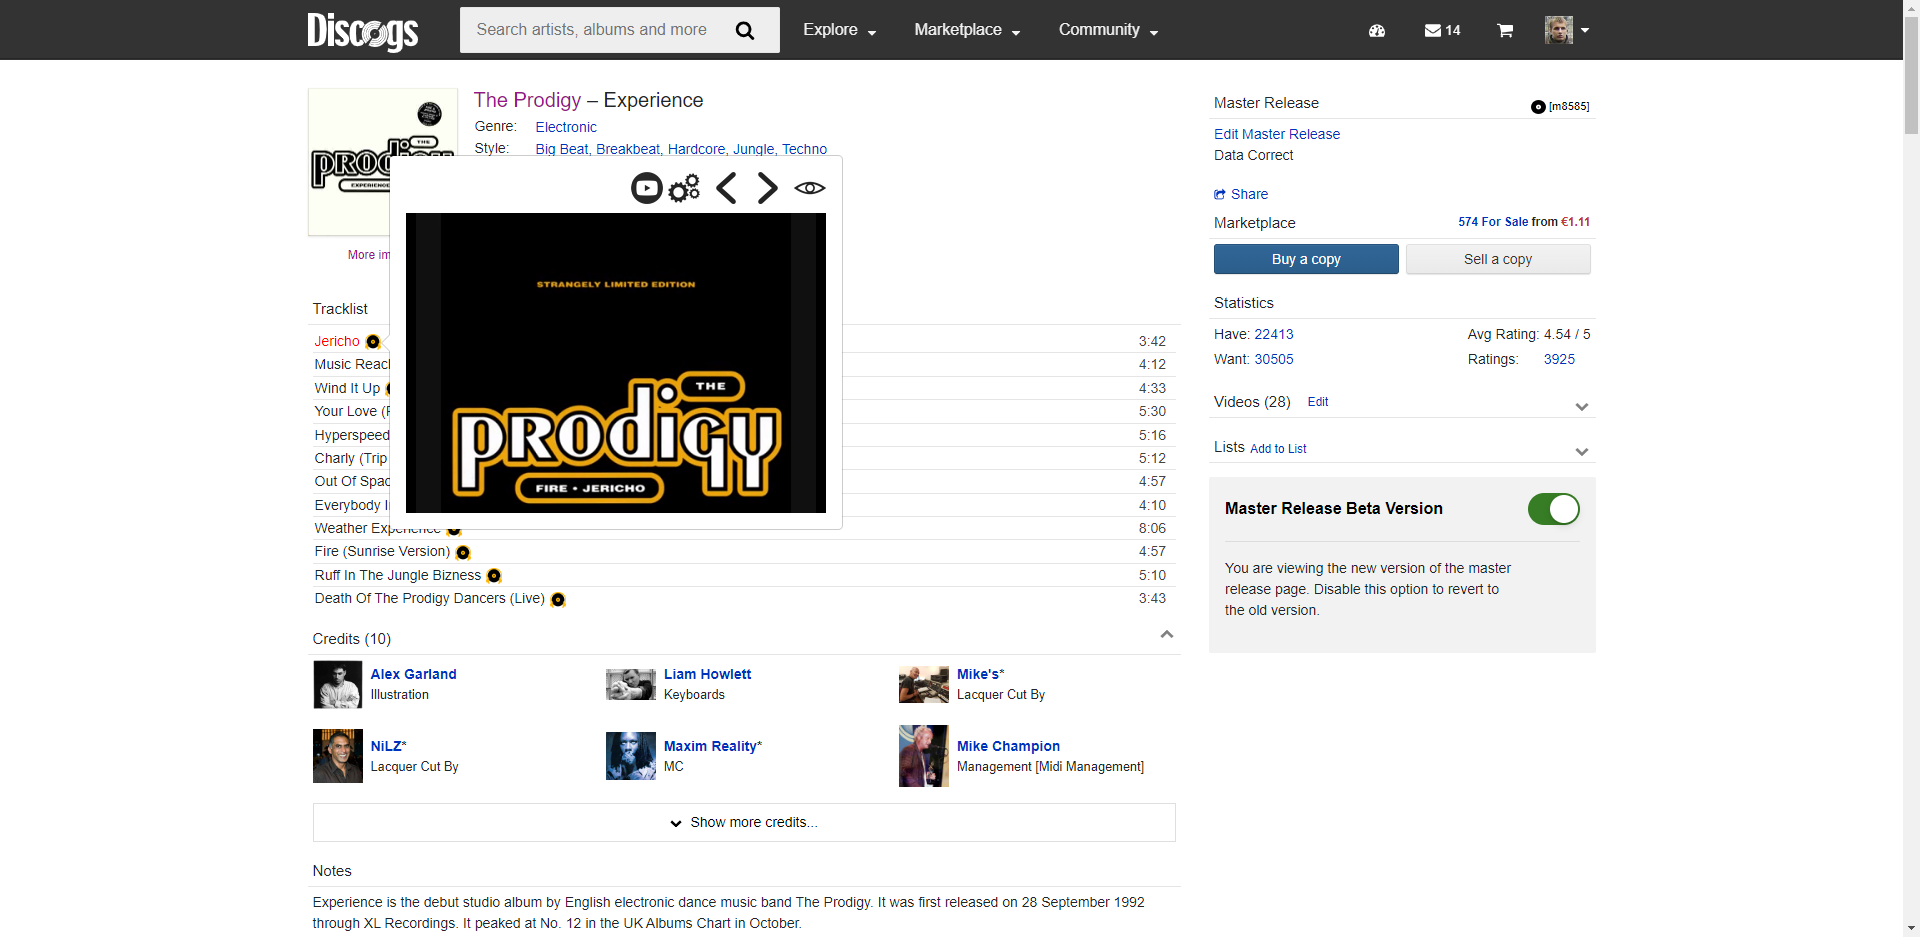 Discogs
Search artists, albums and more
Explore
Marketplace
Community
14
THE
EXPERIENCE
The Prodigy – Experience
Genre: Electronic
Style: Big Beat, Breakbeat, Hardcore, Jungle, Techno
More im
STRANGELY LIMITED EDITION
THE
prodigy
FIRE • JERICHO
Tracklist
Jericho 3:42
Music Reach 4:12
Wind It Up 4:33
Your Love ( 5:30
Hyperspeed 5:16
Charly (Trip 5:12
Out Of Spac 4:57
Everybody I 4:10
Weather Experience 8:06
Fire (Sunrise Version) 4:57
Ruff In The Jungle Bizness 5:10
Death Of The Prodigy Dancers (Live) 3:43
Credits (10)
Alex Garland
Illustration
Liam Howlett
Keyboards
Mike's*
Lacquer Cut By
NiLZ*
Lacquer Cut By
Maxim Reality*
MC
Mike Champion
Management [Midi Management]
Show more credits...
Notes
Experience is the debut studio album by English electronic dance music band The Prodigy. It was first released on 28 September 1992
through XL Recordings. It peaked at No. 12 in the UK Albums Chart in October.
Master Release
[m8585]
Edit Master Release
Data Correct
Share
Marketplace
574 For Sale from €1.11
Buy a copy
Sell a copy
Statistics
Have: 22413
Avg Rating: 4.54 / 5
Want: 30505
Ratings: 3925
Videos (28) Edit
Lists Add to List
Master Release Beta Version
You are viewing the new version of the master
release page. Disable this option to revert to
the old version.